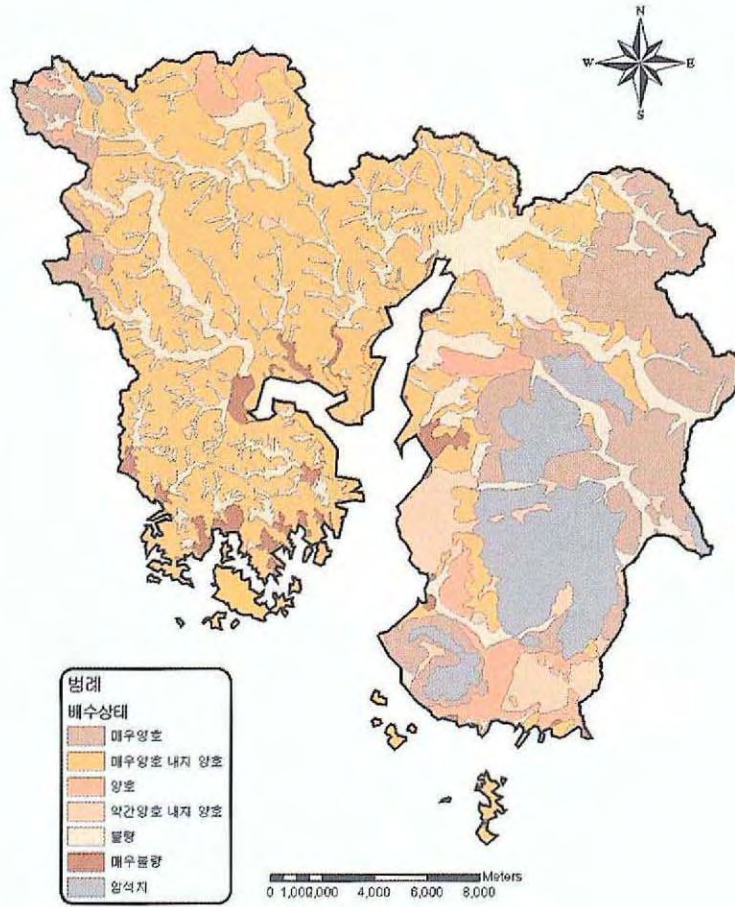 N
W E
S
범례
배수상태
매우양호
매우양호 내지 양호
양호
약간양호 내지 양호
불량
매우불량
암석지
Meters
0 1,000 2,000 4,000 6,000 8,000